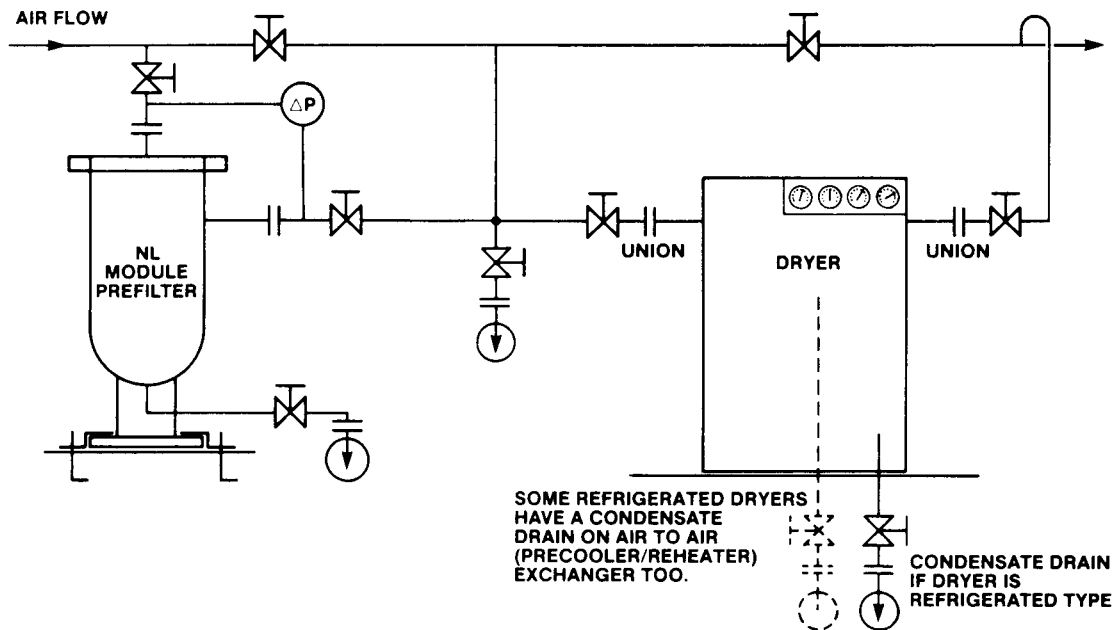 AIR FLOW
△P
NL
MODULE
PREFILTER
UNION
DRYER
UNION
SOME REFRIGERATED DRYERS
HAVE A CONDENSATE
DRAIN ON AIR TO AIR
(PRECOOLER/REHEATER)
EXCHANGER TOO.
CONDENSATE DRAIN
IF DRYER IS
REFRIGERATED TYPE